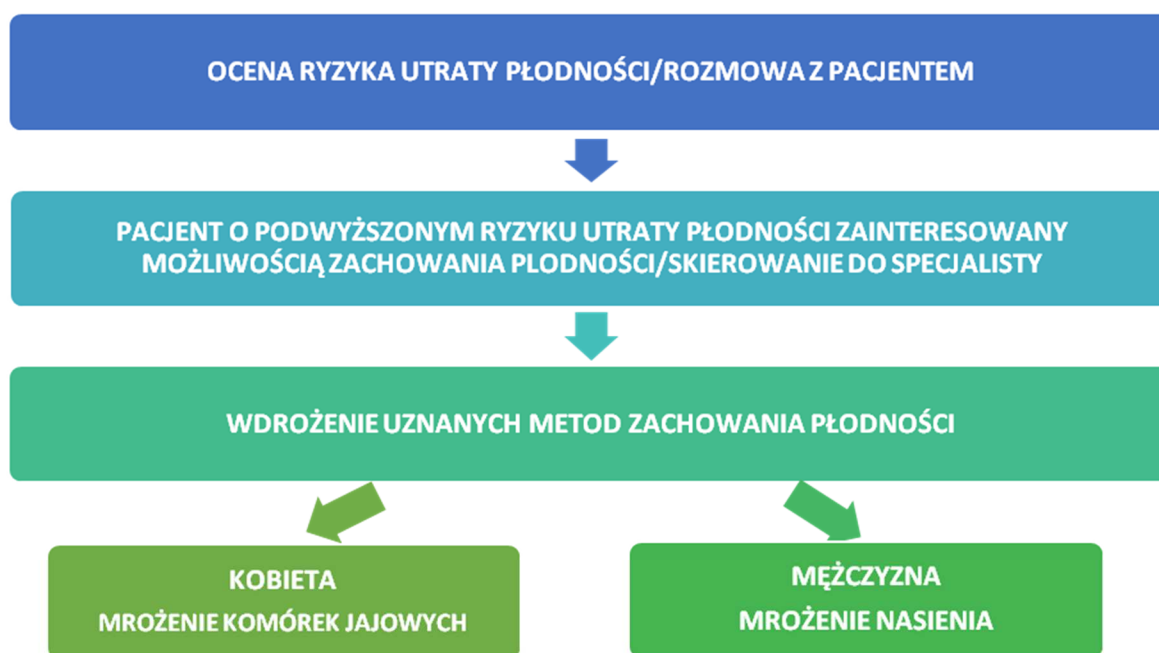 OCENA RYZYKA UTRATY PŁODNOŚCI/ROZMOWA Z PACJENTEM
PACJENT O PODWYŻSZONYM RYZYKU UTRATY PŁODNOŚCI ZAINTERESOWANY
MOŻLIWOŚCIĄ ZACHOWANIA PLODNOŚCI/SKIEROWANIE DO SPECJALISTY
WDROŻENIE UZNANYCH METOD ZACHOWANIA PŁODNOŚCI
KOBIETA
MROŻENIE KOMÓREK JAJOWYCH
MĘŻCZYZNA
MROŻENIE NASIENIA